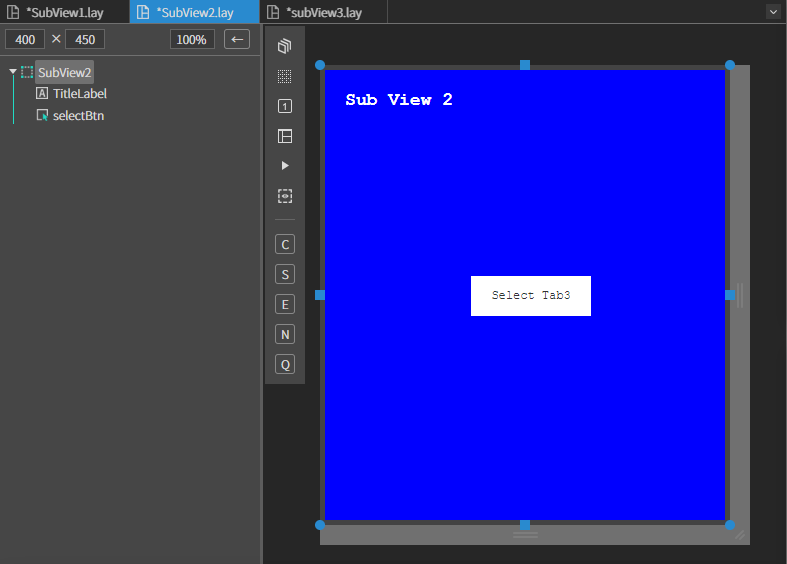 *SubView1.lay
*SubView2.lay
*subView3.lay
400 × 450
100%
SubView2
A TitleLabel
selectBtn
1
C
S
E
N
Q
Sub View 2
Select Tab3